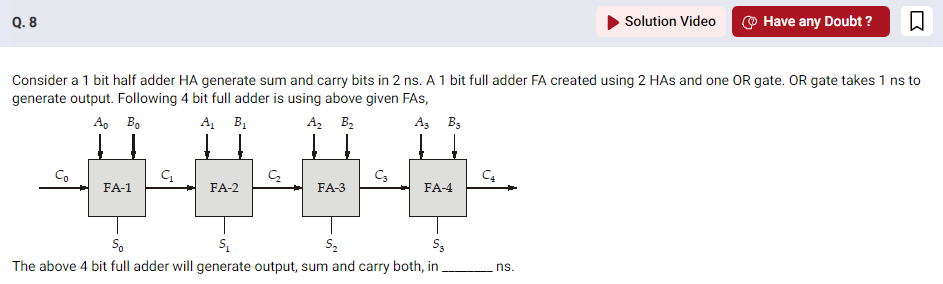 Q. 8
Solution Video
Have any Doubt ?
Consider a 1 bit half adder HA generate sum and carry bits in 2 ns. A 1 bit full adder FA created using 2 HAs and one OR gate. OR gate takes 1 ns to
generate output. Following 4 bit full adder is using above given FAs,
A₀ B₀ A₁ B₁ A₂ B₂ A₃ B₃
C₀ C₁ C₂ C₃ C₄
FA-1 FA-2 FA-3 FA-4
S₀ S₁ S₂ S₃
The above 4 bit full adder will generate output, sum and carry both, in ________ ns.